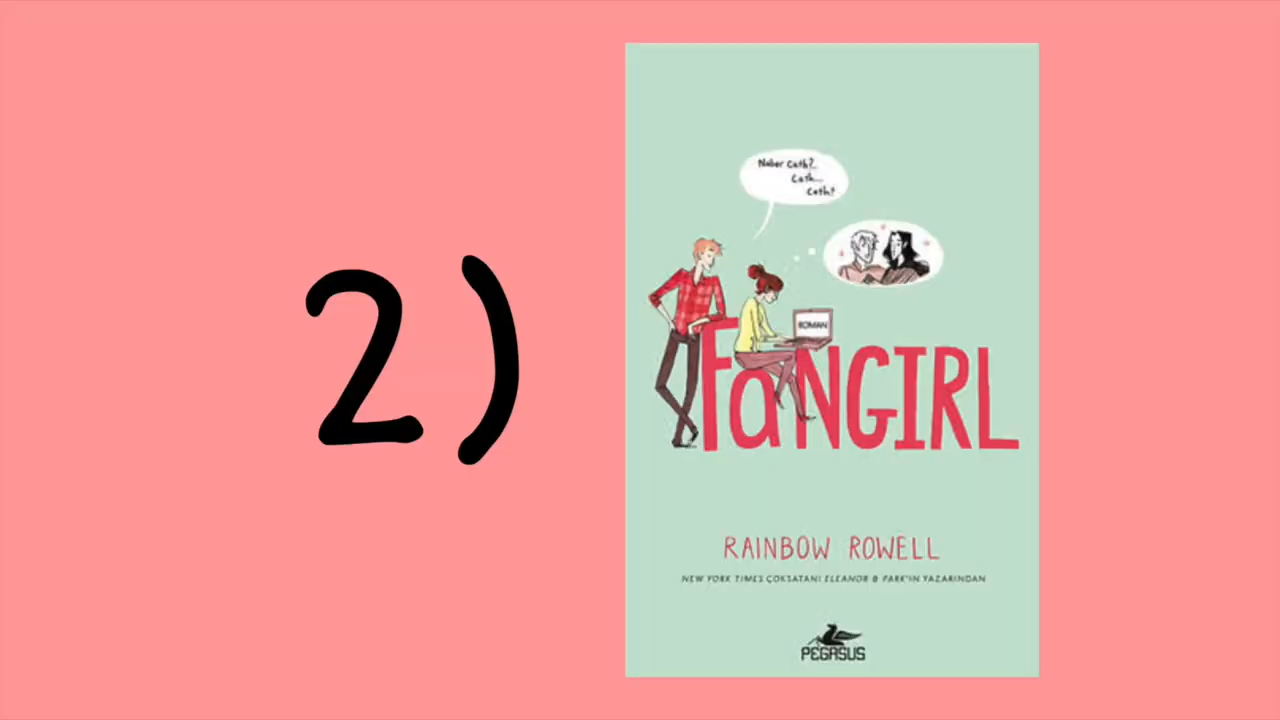 2)
Naber Cath?..
Cath...
Cath?
ROMAN
FaNGIRL
RAINBOW ROWELL
NEW YORK TIMES ÇOKSATANI ELEANOR & PARK'IN YAZARINDAN
PEGASUS